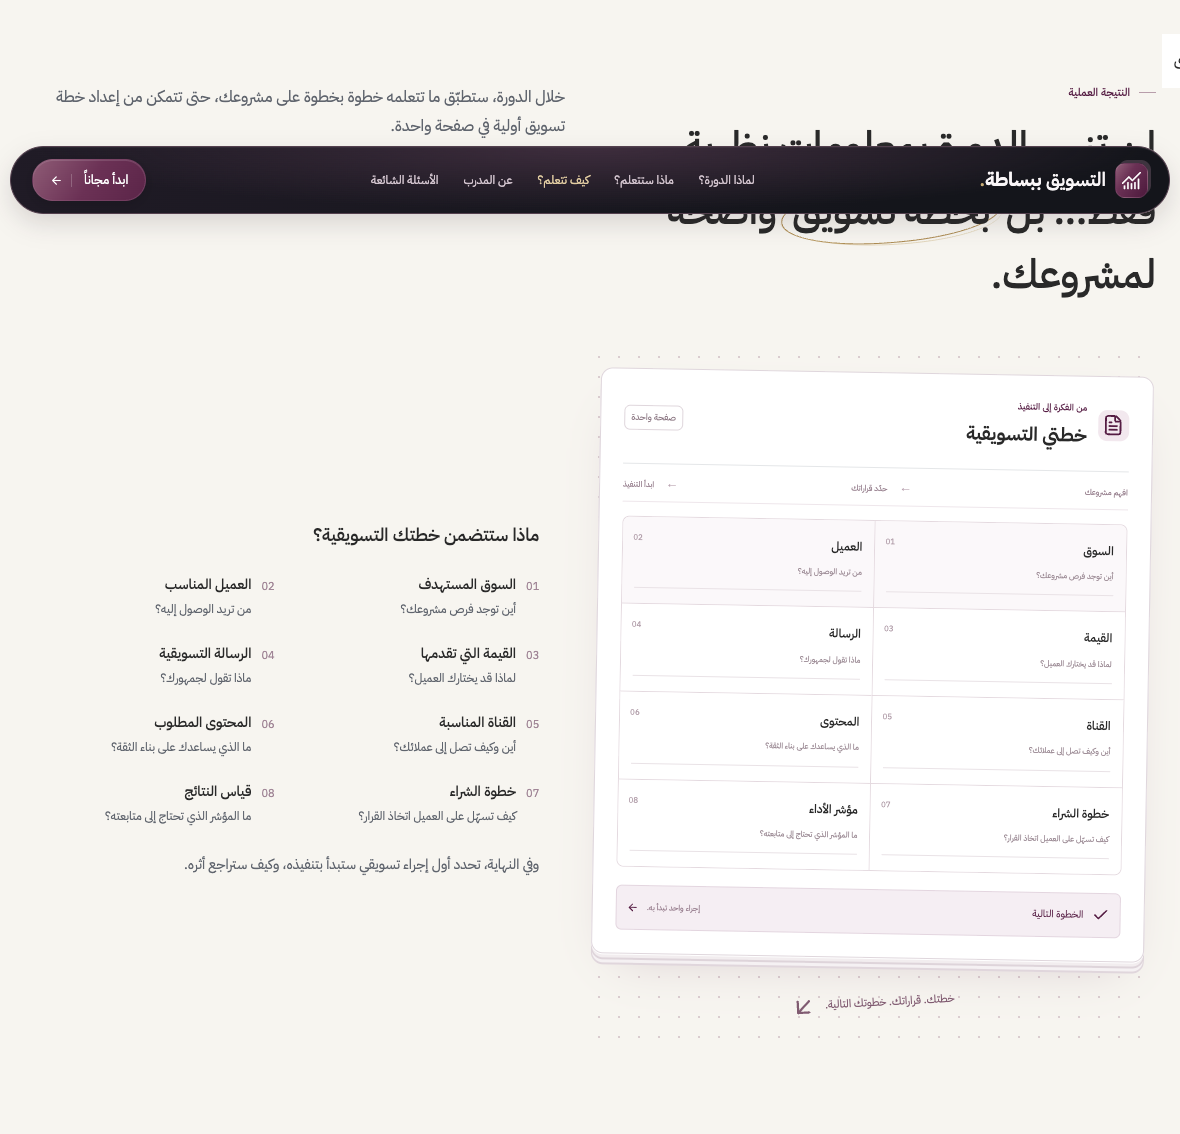 النتيجة العملية
خلال الدورة، ستطبّق ما تتعلمه خطوة بخطوة على مشروعك، حتى تتمكن من إعداد خطة
تسويق أولية في صفحة واحدة.
التسويق ببساطة.
لماذا الدورة؟
ماذا ستتعلم؟
كيف تتعلم؟
عن المدرب
الأسئلة الشائعة
ابدأ مجاناً
فقط... بل بخطة تسويق واضحة
لمشروعك.
من الفكرة إلى التنفيذ
خطتي التسويقية
صفحة واحدة
افهم مشروعك ← حدّد قراراتك ← ابدأ التنفيذ
السوق 01
أين توجد فرص مشروعك؟
العميل 02
من تريد الوصول إليه؟
القيمة 03
لماذا قد يختارك العميل؟
الرسالة 04
ماذا تقول لجمهورك؟
القناة 05
أين وكيف تصل إلى عملائك؟
المحتوى 06
ما الذي يساعدك على بناء الثقة؟
خطوة الشراء 07
كيف تسهّل على العميل اتخاذ القرار؟
مؤشر الأداء 08
ما المؤشر الذي تحتاج إلى متابعته؟
الخطوة التالية
إجراء واحد تبدأ به.
خطتك. قراراتك. خطوتك التالية.
ماذا ستتضمن خطتك التسويقية؟
01 السوق المستهدف
أين توجد فرص مشروعك؟
02 العميل المناسب
من تريد الوصول إليه؟
03 القيمة التي تقدمها
لماذا قد يختارك العميل؟
04 الرسالة التسويقية
ماذا تقول لجمهورك؟
05 القناة المناسبة
أين وكيف تصل إلى عملائك؟
06 المحتوى المطلوب
ما الذي يساعدك على بناء الثقة؟
07 خطوة الشراء
كيف تسهّل على العميل اتخاذ القرار؟
08 قياس النتائج
ما المؤشر الذي تحتاج إلى متابعته؟
وفي النهاية، تحدد أول إجراء تسويقي ستبدأ بتنفيذه، وكيف ستراجع أثره.